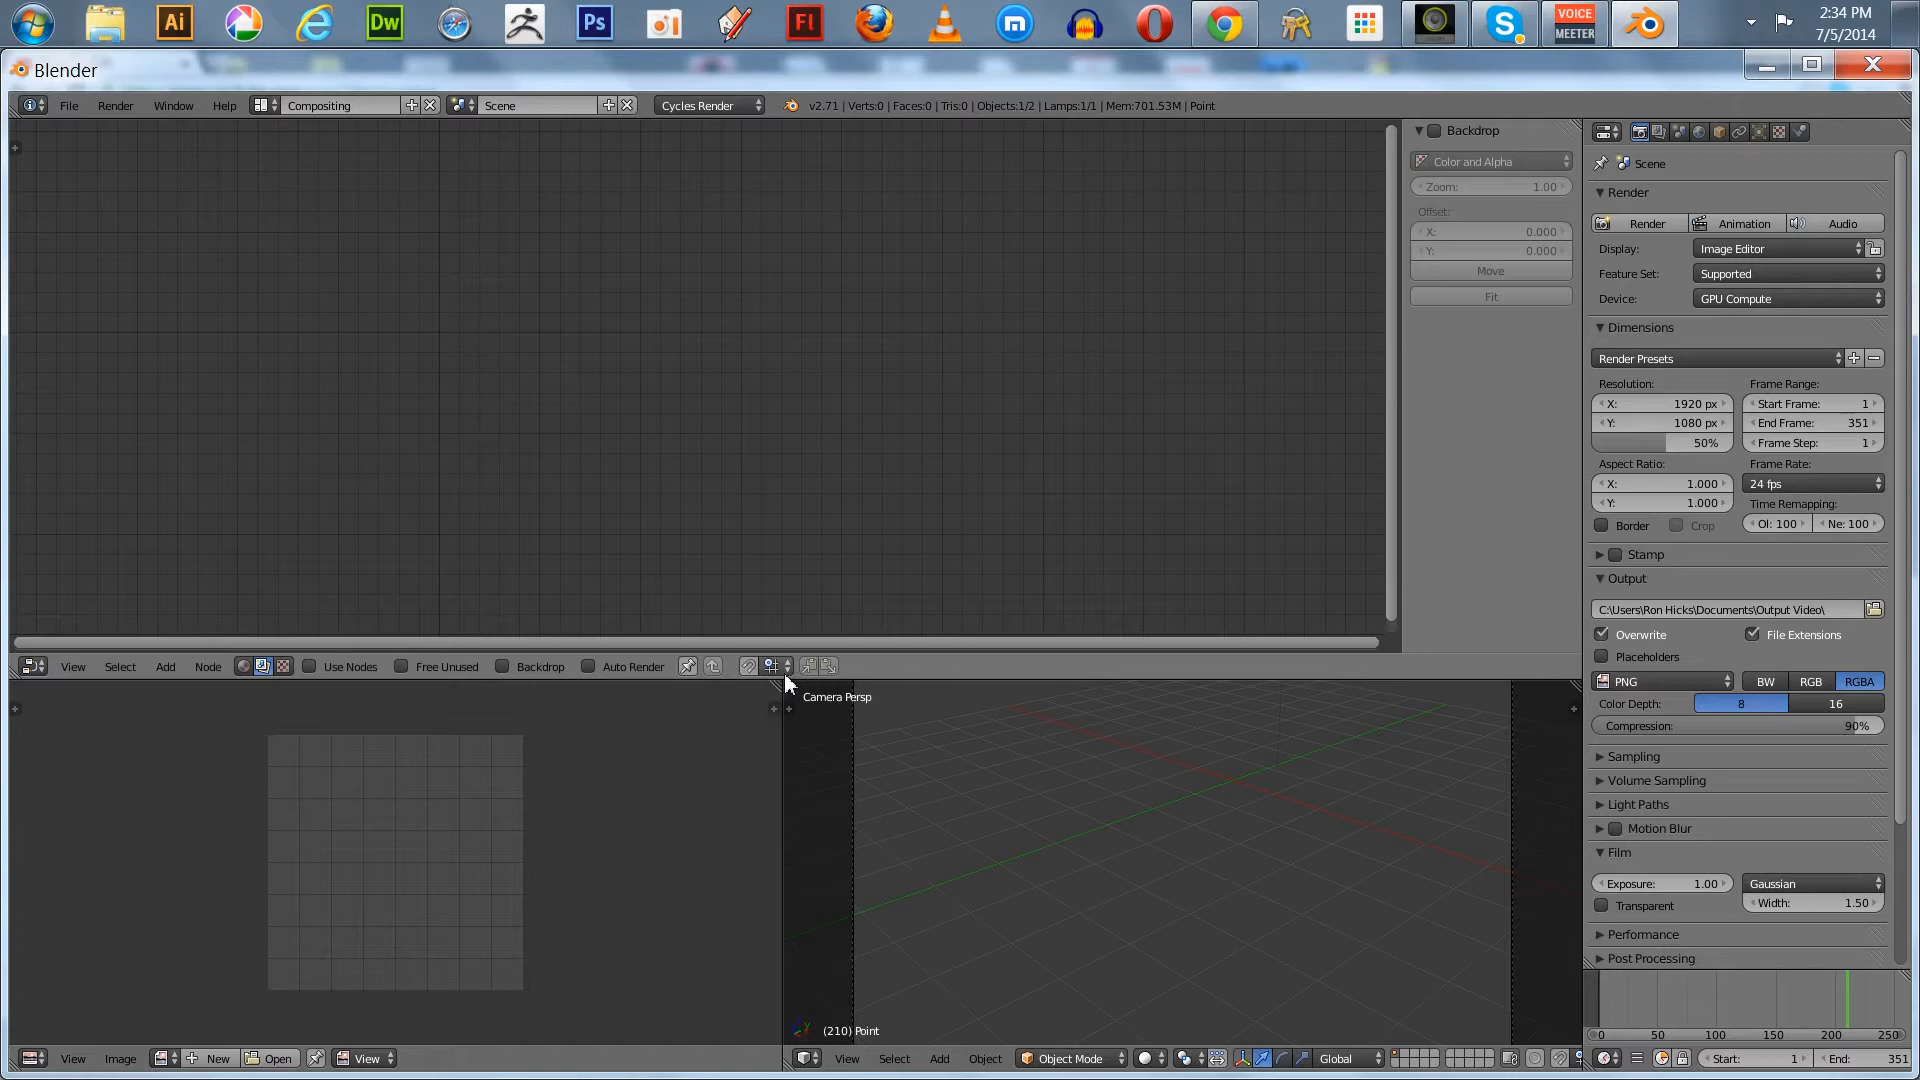 Ai
Dw
Ps
Fl
VOICE
MEETER
2:34 PM
7/5/2014
Blender
File Render Window Help Compositing Scene Cycles Render v2.71 | Verts:0 | Faces:0 | Tris:0 | Objects:1/2 | Lamps:1/1 | Mem:701.53M | Point
Backdrop
Color and Alpha
Zoom: 1.00
Offset:
X: 0.000
Y: 0.000
Move
Fit
Scene
Render
Render Animation Audio
Display: Image Editor
Feature Set: Supported
Device: GPU Compute
Dimensions
Render Presets
Resolution: Frame Range:
X: 1920 px Start Frame: 1
Y: 1080 px End Frame: 351
50% Frame Step: 1
Aspect Ratio: Frame Rate:
X: 1.000 24 fps
Y: 1.000 Time Remapping:
Border Crop Ol: 100 Ne: 100
Stamp
Output
C:\Users\Ron Hicks\Documents\Output Video\
Overwrite File Extensions
Placeholders
PNG BW RGB RGBA
Color Depth: 8 16
Compression: 90%
Sampling
Volume Sampling
Light Paths
Motion Blur
Film
Exposure: 1.00 Gaussian
Transparent Width: 1.50
Performance
Post Processing
View Select Add Node Use Nodes Free Unused Backdrop Auto Render
Camera Persp
(210) Point
View Image New Open View
View Select Add Object Object Mode Global
0 50 100 150 200 250
Start: 1 End: 351